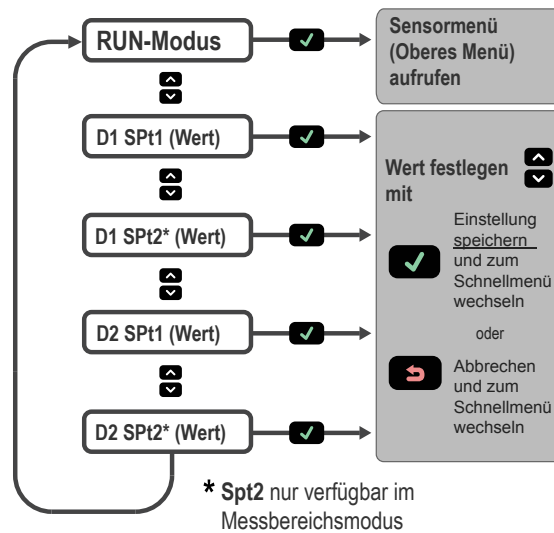 RUN-Modus
Sensormenü
(Oberes Menü)
aufrufen
D1 SPt1 (Wert)
D1 SPt2* (Wert)
D2 SPt1 (Wert)
D2 SPt2* (Wert)
Wert festlegen
mit
Einstellung
speichern
und zum
Schnellmenü
wechseln
oder
Abbrechen
und zum
Schnellmenü
wechseln
* Spt2 nur verfügbar im
Messbereichsmodus